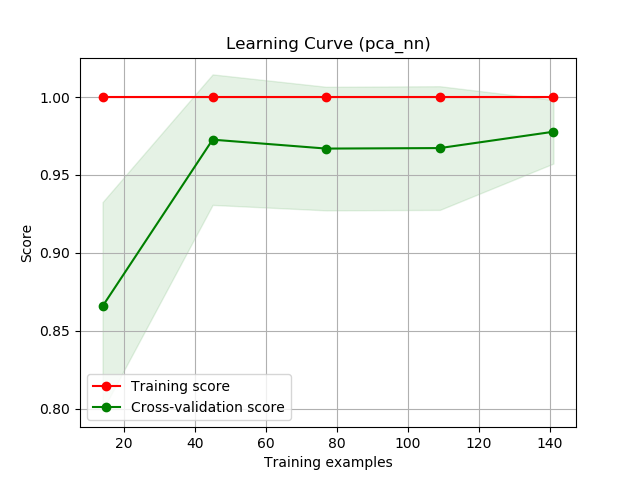 Learning Curve (pca_nn)
1.00
0.95
0.90
0.85
0.80
Score
Training score
Cross-validation score
20 40 60 80 100 120 140
Training examples